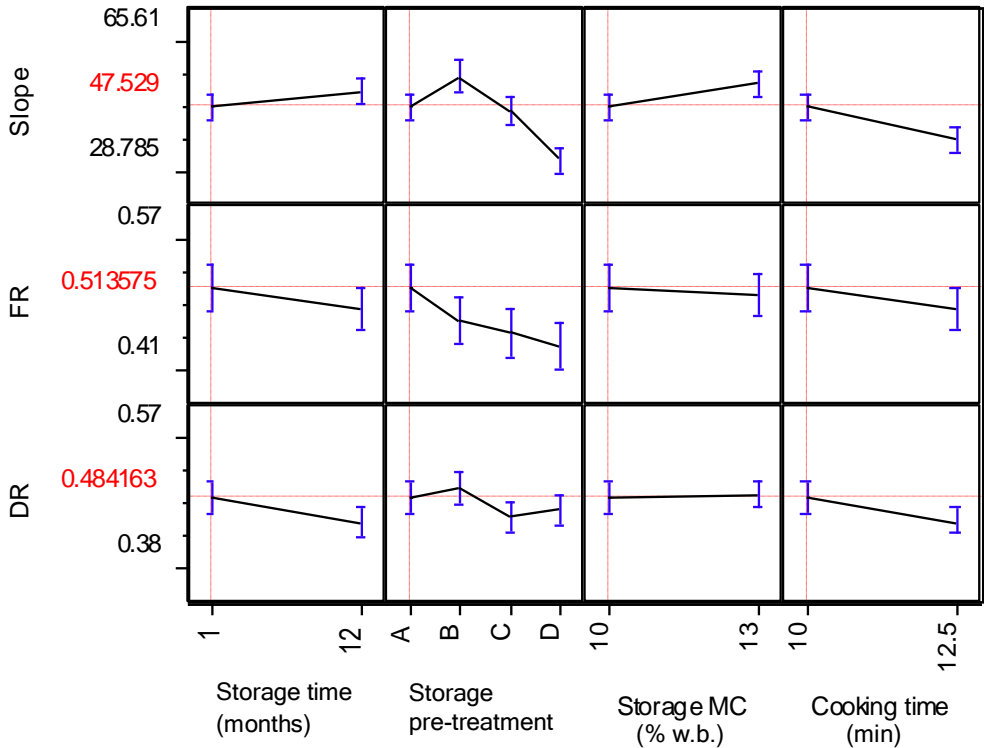 65.61
Slope
47.529
28.785
0.57
FR
0.513575
0.41
0.57
DR
0.484163
0.38
1
12
A
B
C
D
10
13
10
12.5
Storage time
(months)
Storage
pre-treatment
Storage MC
(% w.b.)
Cooking time
(min)